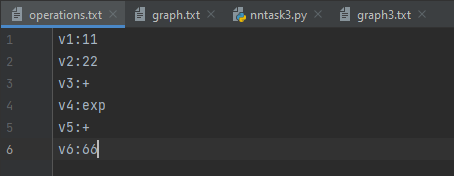 operations.txt graph.txt nntask3.py graph3.txt
1 v1:11
2 v2:22
3 v3:+
4 v4:exp
5 v5:+
6 v6:66